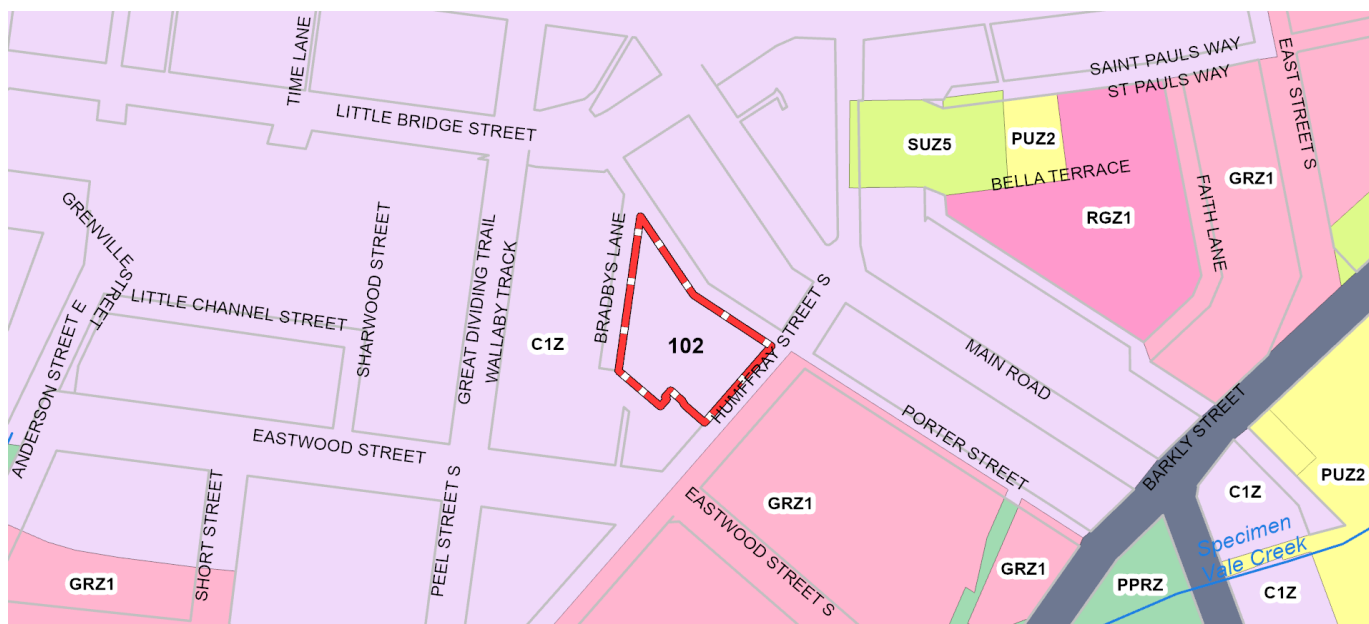 TIME LANE
LITTLE BRIDGE STREET
SAINT PAULS WAY
ST PAULS WAY
EAST STREET S
SUZ5
PUZ2
BELLA TERRACE
GRZ1
RGZ1
FAITH LANE
GRENVILLE STREET
SHARWOOD STREET
GREAT DIVIDING TRAIL
WALLABY TRACK
BRADBYS LANE
LITTLE CHANNEL STREET
ANDERSON STREET E
C1Z
102
HUMFFRAY STREET S
MAIN ROAD
PORTER STREET
BARKLY STREET
EASTWOOD STREET
PEEL STREET S
SHORT STREET
GRZ1
GRZ1
EASTWOOD STREET S
GRZ1
PUZ2
C1Z
Specimen
Vale Creek
PPRZ
C1Z